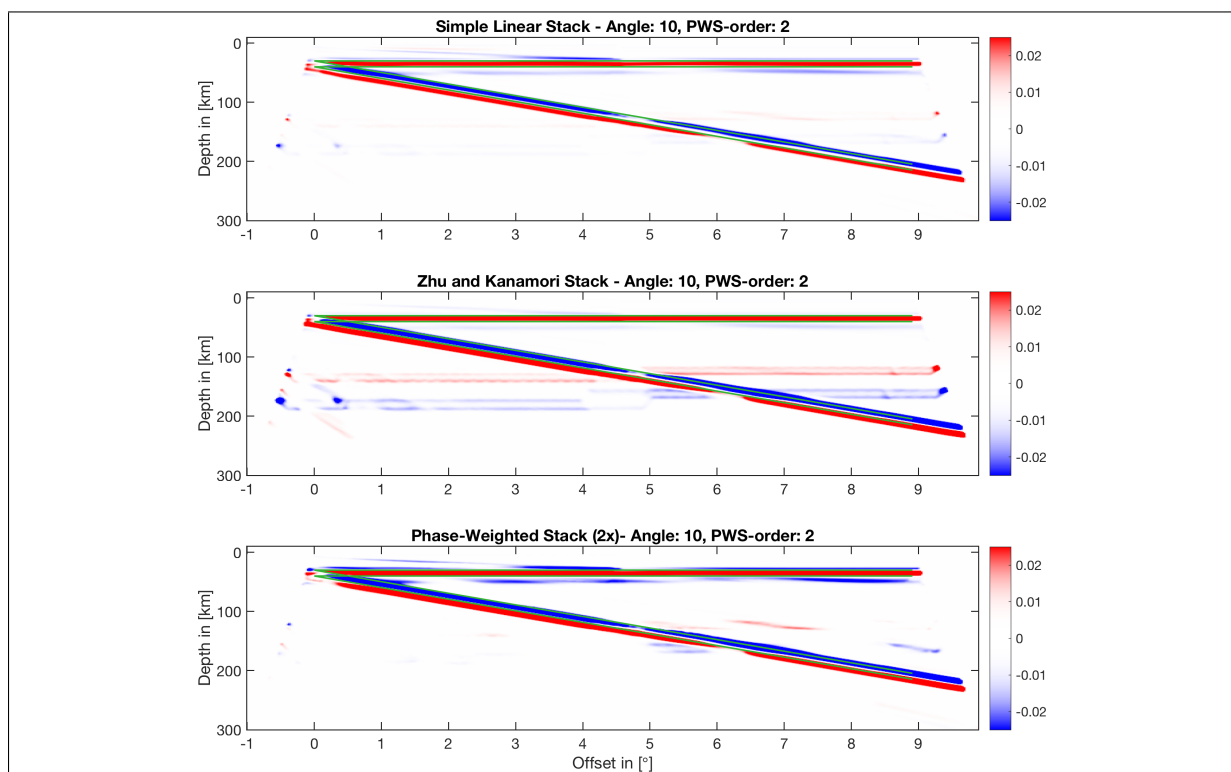 Simple Linear Stack - Angle: 10, PWS-order: 2
Depth in [km]
0
100
200
300
-1 0 1 2 3 4 5 6 7 8 9
0.02
0.01
0
-0.01
-0.02
Zhu and Kanamori Stack - Angle: 10, PWS-order: 2
Depth in [km]
0
100
200
300
-1 0 1 2 3 4 5 6 7 8 9
0.02
0.01
0
-0.01
-0.02
Phase-Weighted Stack (2x)- Angle: 10, PWS-order: 2
Depth in [km]
0
100
200
300
-1 0 1 2 3 4 5 6 7 8 9
Offset in [°]
0.02
0.01
0
-0.01
-0.02